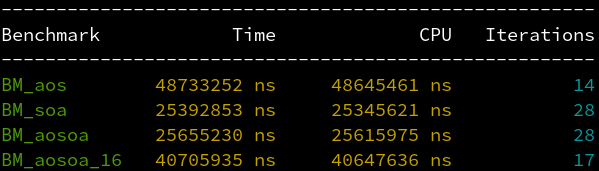 -----------------------------------------------------
Benchmark Time CPU Iterations
-----------------------------------------------------
BM_aos 48733252 ns 48645461 ns 14
BM_soa 25392853 ns 25345621 ns 28
BM_aosoa 25655230 ns 25615975 ns 28
BM_aosoa_16 40705935 ns 40647636 ns 17